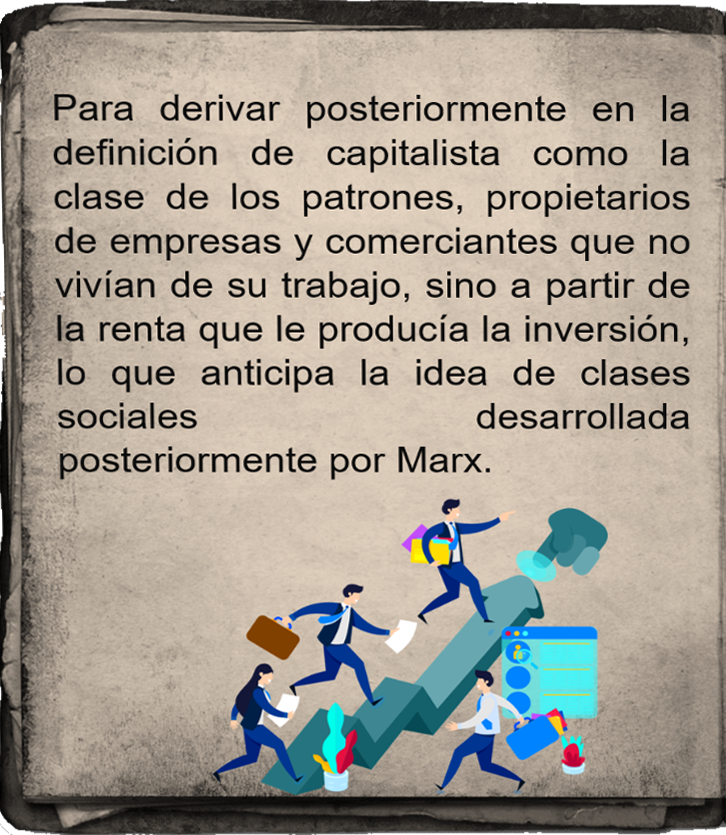 Para derivar posteriormente en la
definición de capitalista como la
clase de los patrones, propietarios
de empresas y comerciantes que no
vivían de su trabajo, sino a partir de
la renta que le producía la inversión,
lo que anticipa la idea de clases
sociales desarrollada
posteriormente por Marx.